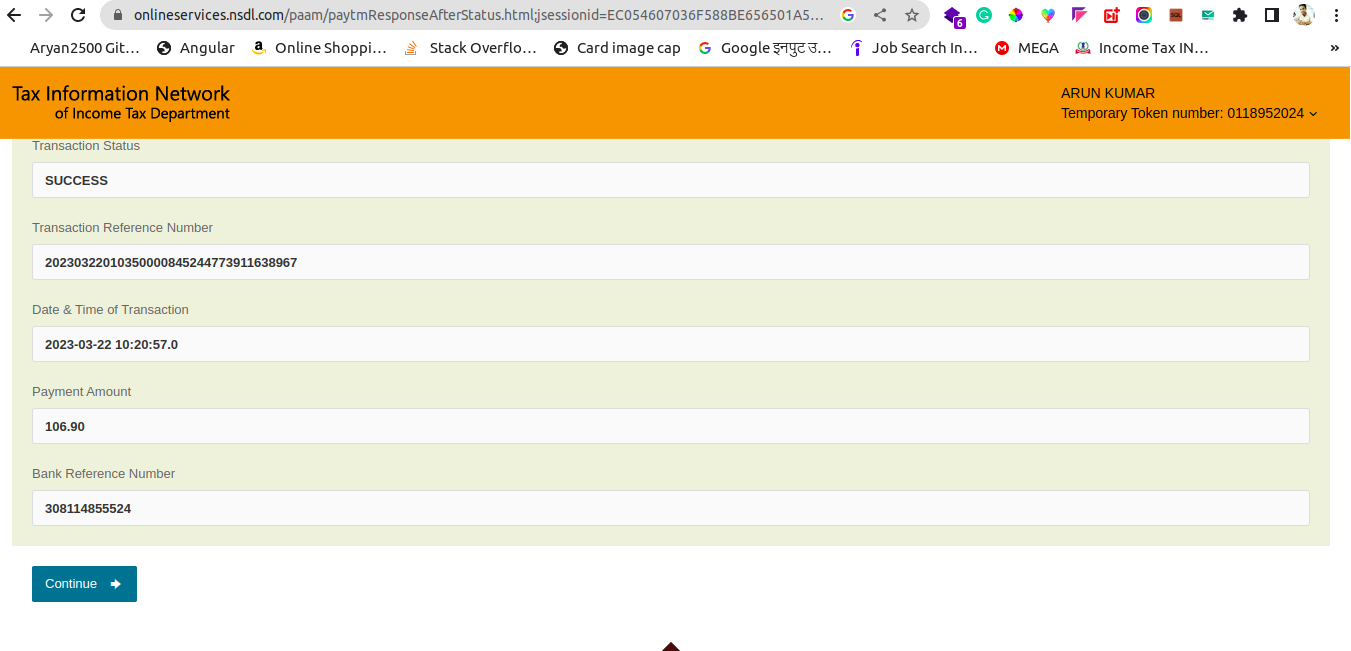 onlineservices.nsdl.com/paam/paytmResponseAfterStatus.html;jsessionid=EC054607036F588BE656501A5...
6
Aryan2500 Git... Angular Online Shoppi... Stack Overflo... Card image cap Google इनपुट उ... Job Search In... MEGA Income Tax IN... »
Tax Information Network
of Income Tax Department
ARUN KUMAR
Temporary Token number: 0118952024
Transaction Status
SUCCESS
Transaction Reference Number
20230322010350000845244773911638967
Date & Time of Transaction
2023-03-22 10:20:57.0
Payment Amount
106.90
Bank Reference Number
308114855524
Continue